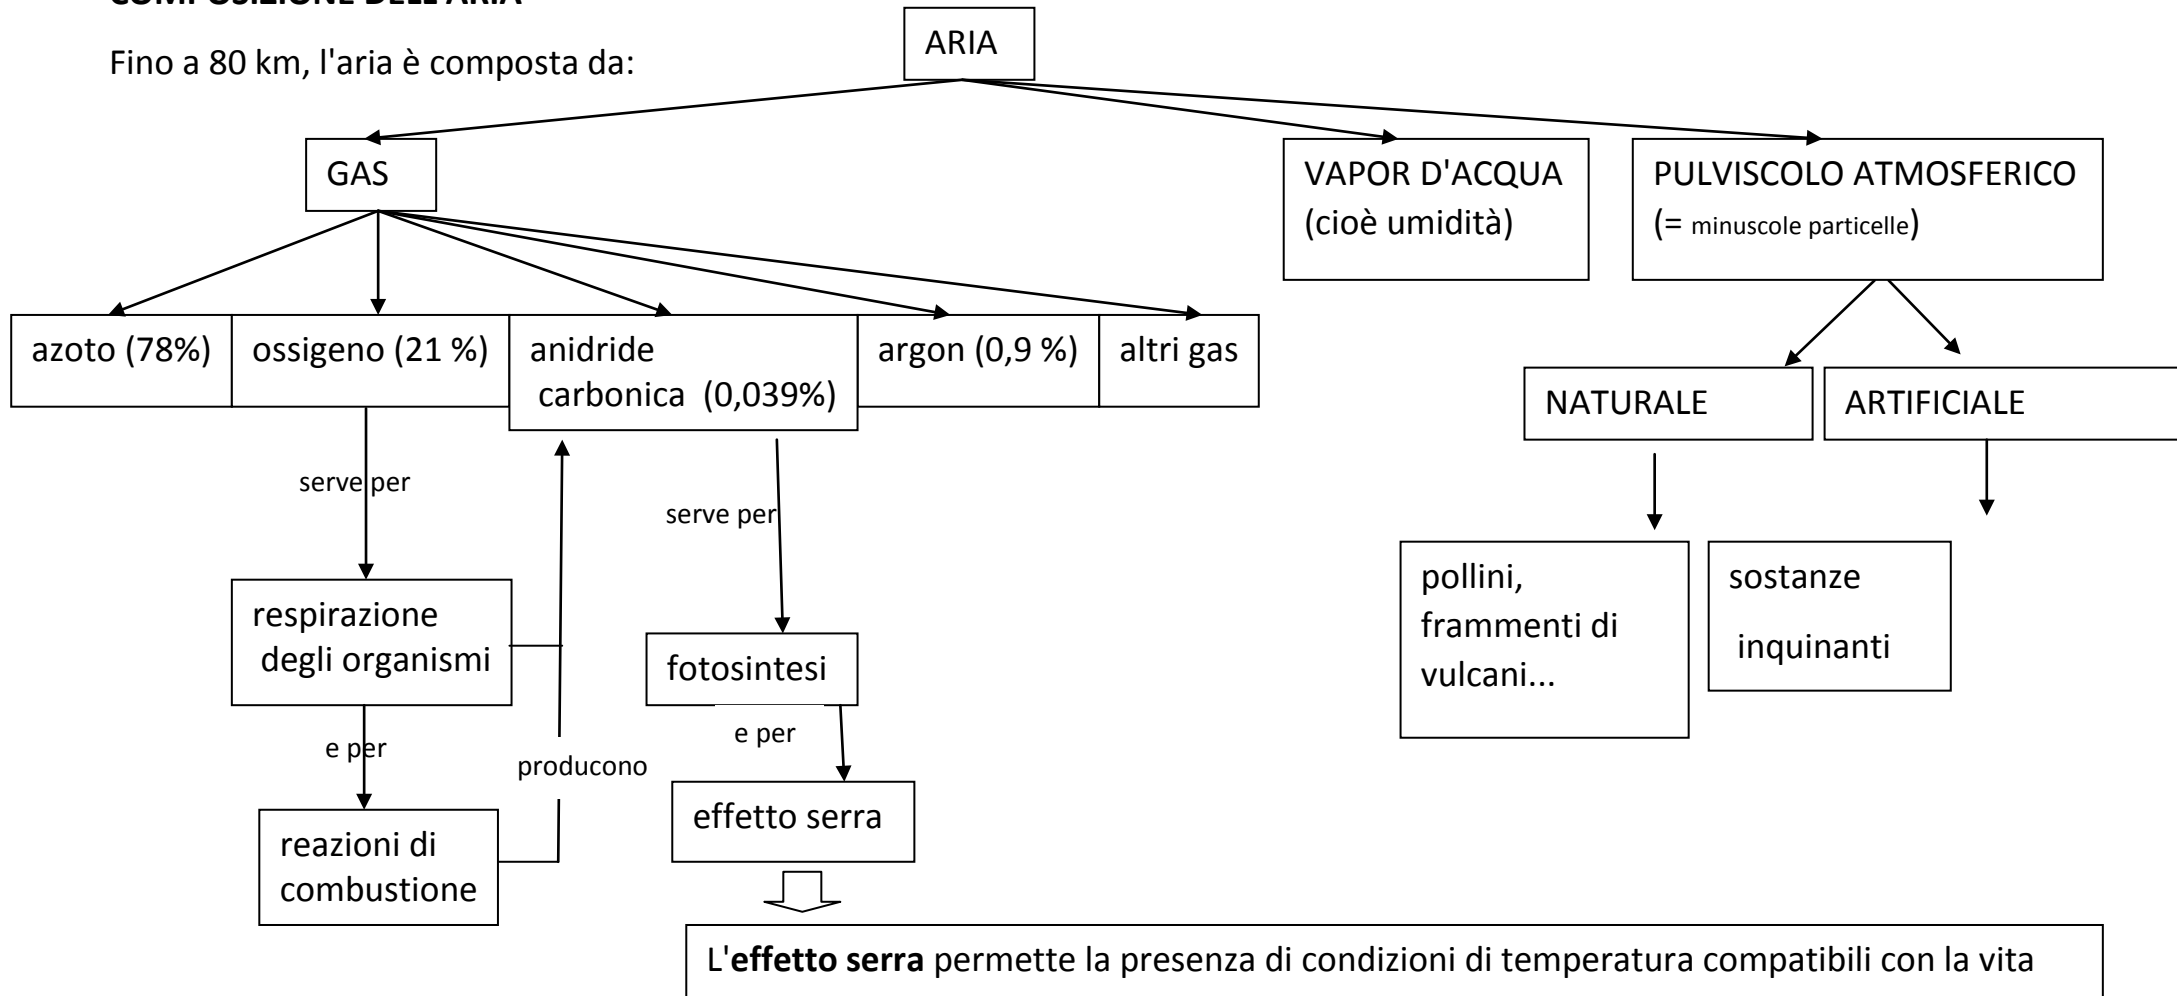 COMPOSIZIONE DELL'ARIA
Fino a 80 km, l'aria è composta da:
ARIA
GAS
VAPOR D'ACQUA
(cioè umidità)
PULVISCOLO ATMOSFERICO
(= minuscole particelle)
azoto (78%)
ossigeno (21 %)
anidride
carbonica (0,039%)
argon (0,9 %)
altri gas
NATURALE
ARTIFICIALE
serve per
serve per
pollini,
frammenti di
vulcani...
sostanze
inquinanti
respirazione
degli organismi
fotosintesi
e per
e per
producono
reazioni di
combustione
effetto serra
L'effetto serra permette la presenza di condizioni di temperatura compatibili con la vita